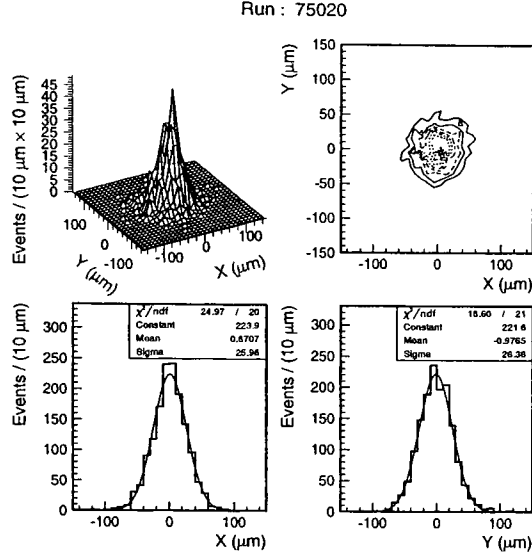 Run : 75020
Events / (10 μm × 10 μm)
45
40
35
30
25
20
15
10
5
0
100
0
-100
Y (μm)
-100
0
100
X (μm)
Y (μm)
150
100
50
0
-50
-100
-150
-100
0
100
X (μm)
Events / (10 μm)
300
250
200
150
100
50
0
χ²/ndf 24.97 / 20
Constant 223.9
Mean 0.6707
Sigma 25.96
-100
0
100
X (μm)
Events / (10 μm)
300
250
200
150
100
50
0
/ndf / 21
Constant 221.6
Mean -0.9765
Sigma 26.36
-100
0
100
Y (μm)